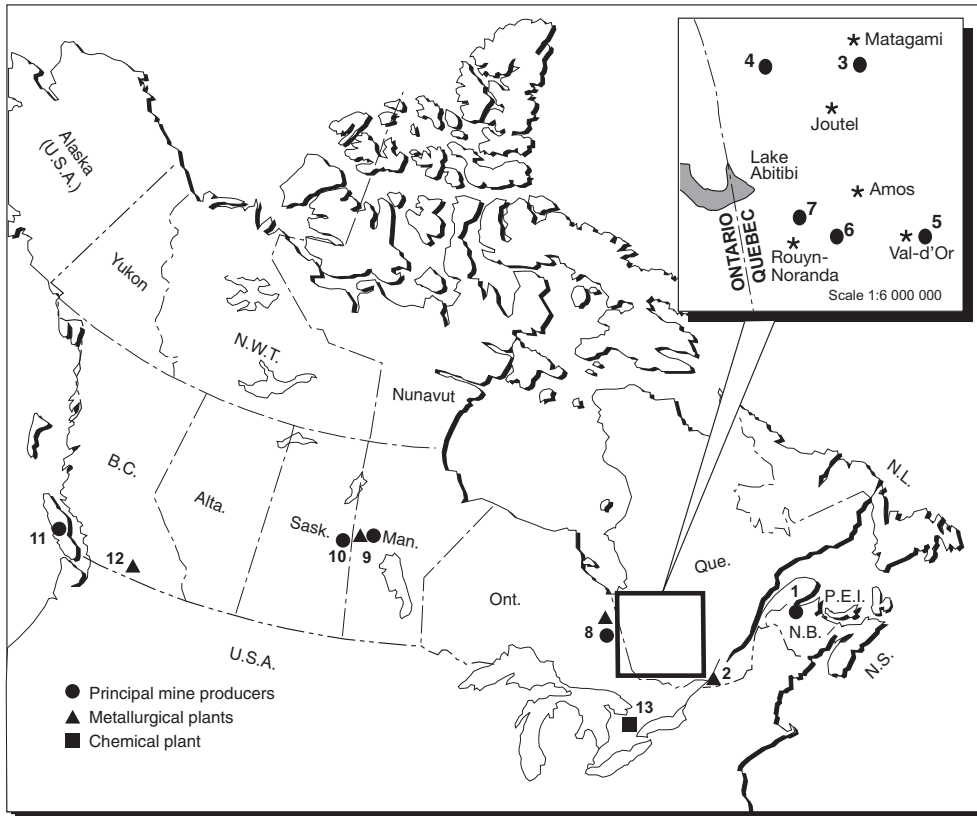 Matagami
4
3
Joutel
Lake
Abitibi
Amos
7
6
5
ONTARIO
QUEBEC
Rouyn-
Noranda
Val-d'Or
Scale 1:6 000 000
Alaska
(U.S.A.)
Yukon
N.W.T.
Nunavut
B.C.
Alta.
Sask.
Man.
Ont.
Que.
N.L.
P.E.I.
N.B.
N.S.
U.S.A.
11
12
10
9
8
1
2
13
Principal mine producers
Metallurgical plants
Chemical plant